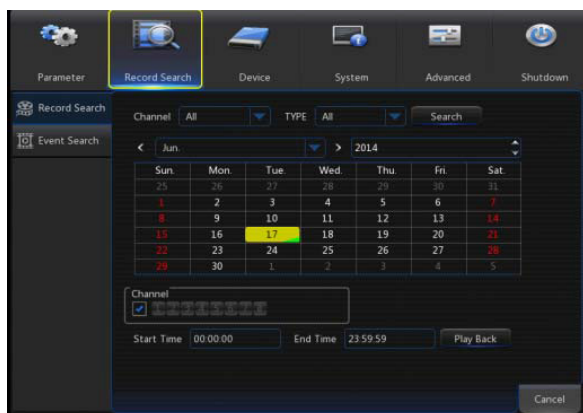 Parameter Record Search Device System Advanced Shutdown
Record Search
Event Search
Channel All TYPE All Search
< Jun. > 2014
Sun. Mon. Tue. Wed. Thu. Fri. Sat.
25 26 27 28 29 30 31
1 2 3 4 5 6 7
8 9 10 11 12 13 14
15 16 17 18 19 20 21
22 23 24 25 26 27 28
29 30 1 2 3 4 5
Channel
Start Time 00:00:00 End Time 23:59:59 Play Back
Cancel